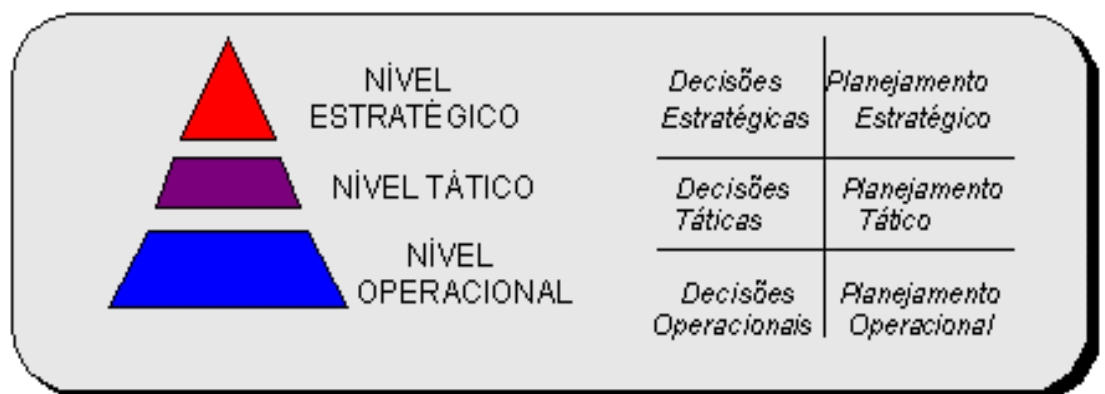 NÍVEL
ESTRATÉGICO
Decisões
Estratégicas
Planejamento
Estratégico
NÍVEL TÁTICO
Decisões
Táticas
Planejamento
Tático
NÍVEL
OPERACIONAL
Decisões
Operacionais
Planejamento
Operacional